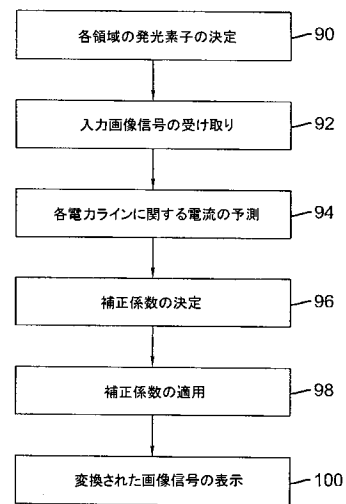 各領域の発光素子の決定 90
入力画像信号の受け取り 92
各電力ラインに関する電流の予測 94
補正係数の決定 96
補正係数の適用 98
変換された画像信号の表示 100